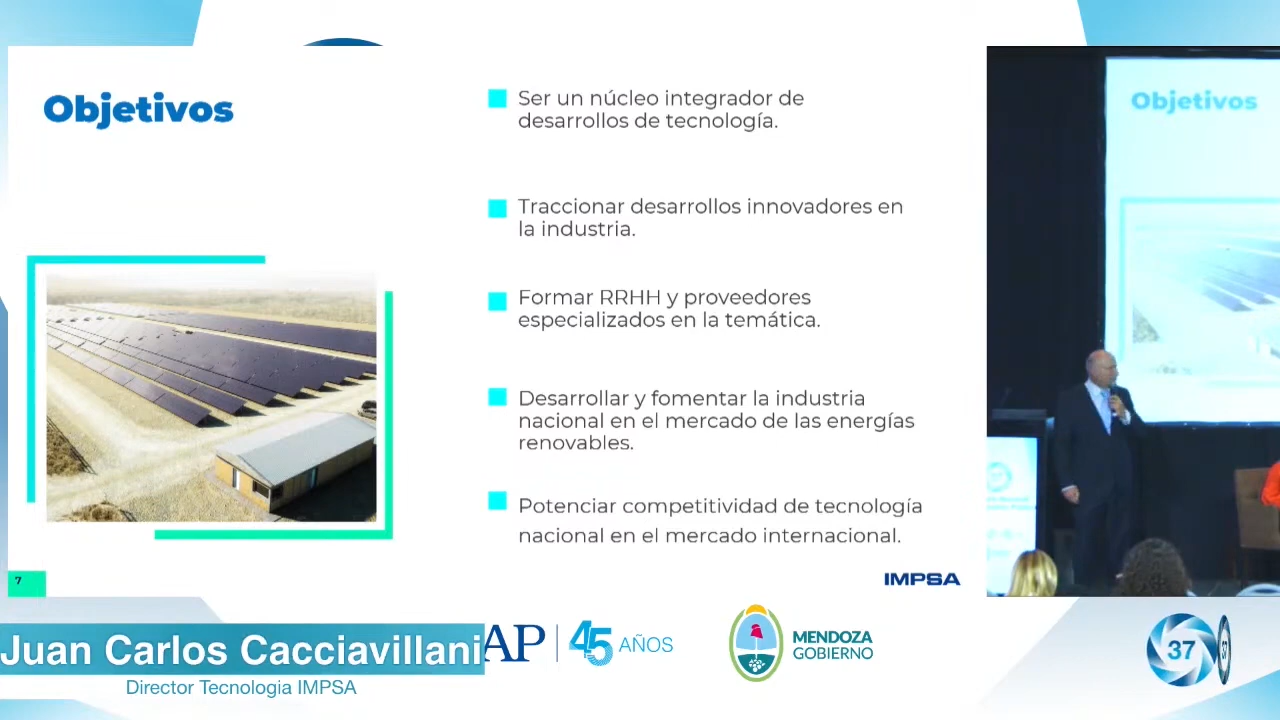 Objetivos
Ser un núcleo integrador de
desarrollos de tecnología.
Traccionar desarrollos innovadores en
la industria.
Formar RRHH y proveedores
especializados en la temática.
Desarrollar y fomentar la industria
nacional en el mercado de las energías
renovables.
Potenciar competitividad de tecnología
nacional en el mercado internacional.
7
IMPSA
Objetivos
Juan Carlos Cacciavillani
Director Tecnologia IMPSA
AP
45 AÑOS
MENDOZA
GOBIERNO
37